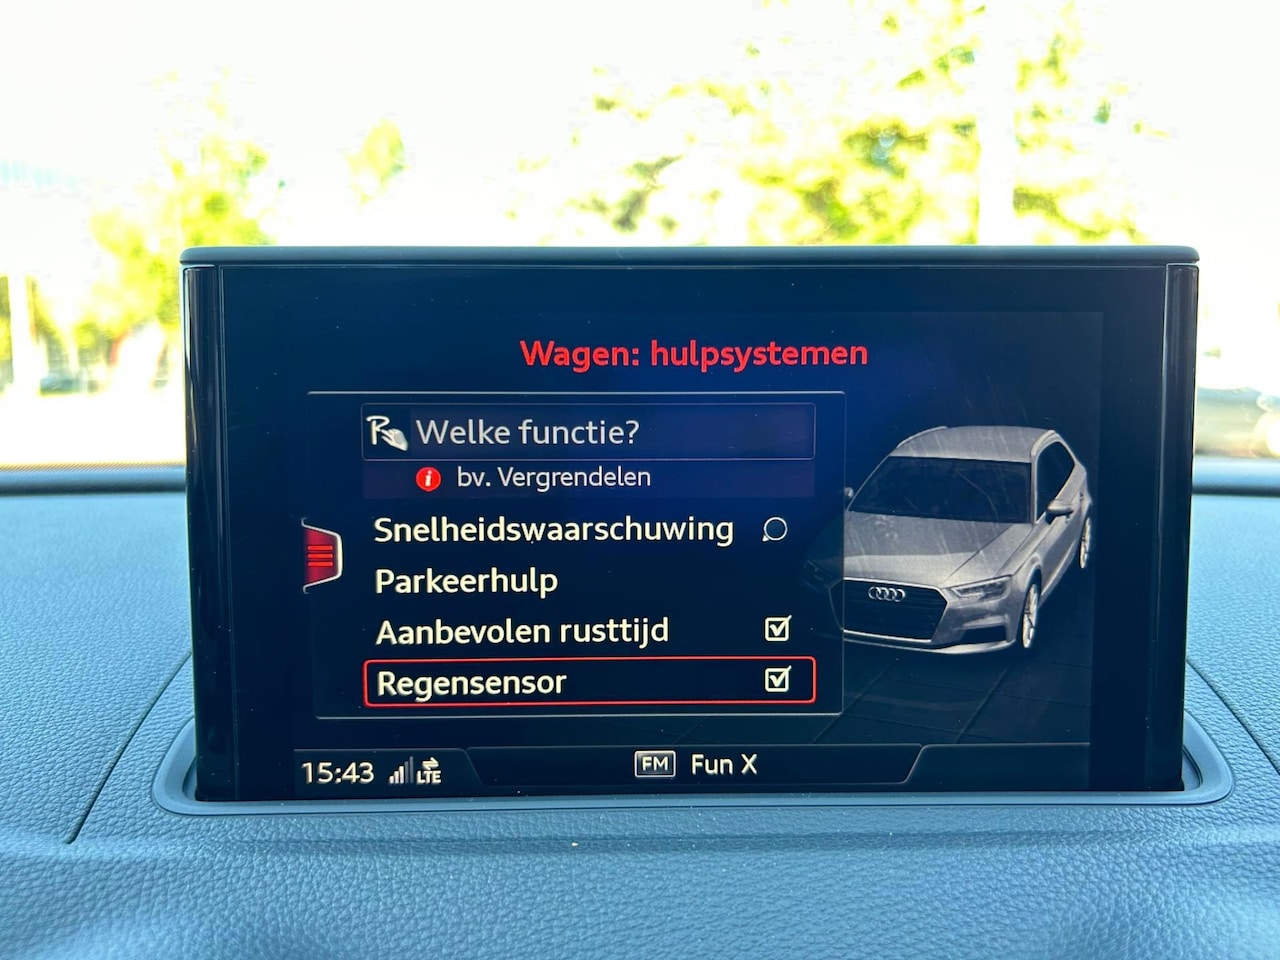 Wagen: hulpsystemen
Welke functie?
bv. Vergrendelen
Snelheidswaarschuwing
Parkeerhulp
Aanbevolen rusttijd
Regensensor
15:43 LTE FM Fun X